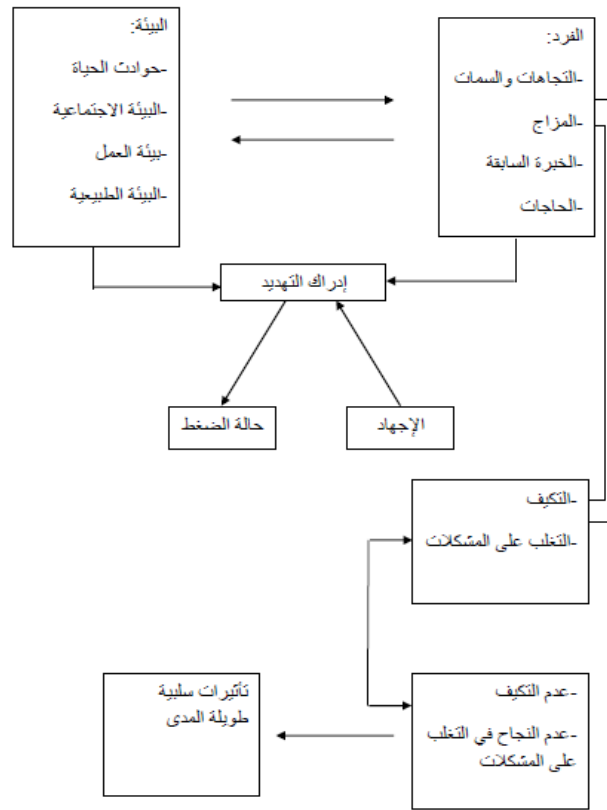 الفرد:
-التجاهات والسمات
-المزاج
-الخبرة السابقة
-الحاجات
البيئة:
-حوادث الحياة
-البيئة الاجتماعية
-بيئة العمل
-البيئة الطبيعية
إدراك التهديد
الإجهاد
حالة الضغط
-التكيف
-التغلب على المشكلات
-عدم التكيف
-عدم النجاح في التغلب
على المشكلات
تأثيرات سلبية
طويلة المدى